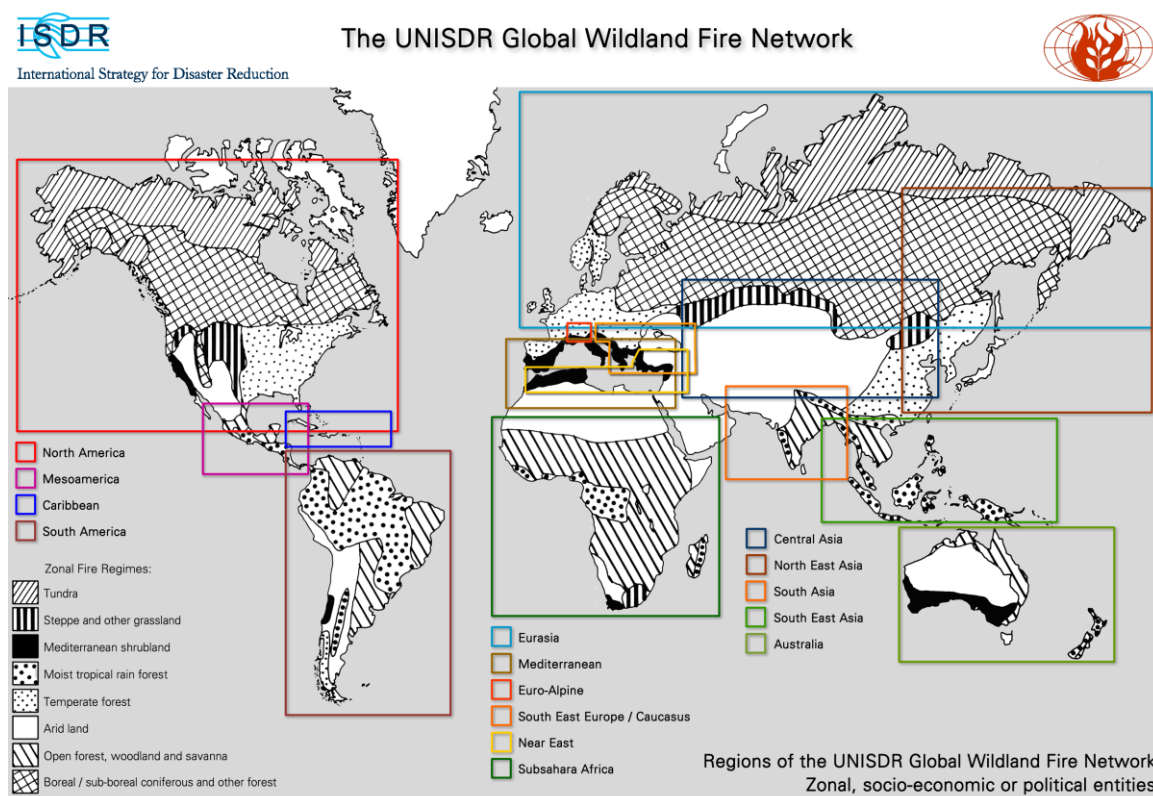 ISDR
International Strategy for Disaster Reduction
The UNISDR Global Wildland Fire Network
North America
Mesoamerica
Caribbean
South America
Zonal Fire Regimes:
Tundra
Steppe and other grassland
Mediterranean shrubland
Moist tropical rain forest
Temperate forest
Arid land
Open forest, woodland and savanna
Boreal / sub-boreal coniferous and other forest
Eurasia
Mediterranean
Euro-Alpine
South East Europe / Caucasus
Near East
Subsahara Africa
Central Asia
North East Asia
South Asia
South East Asia
Australia
Regions of the UNISDR Global Wildland Fire Network
Zonal, socio-economic or political entities